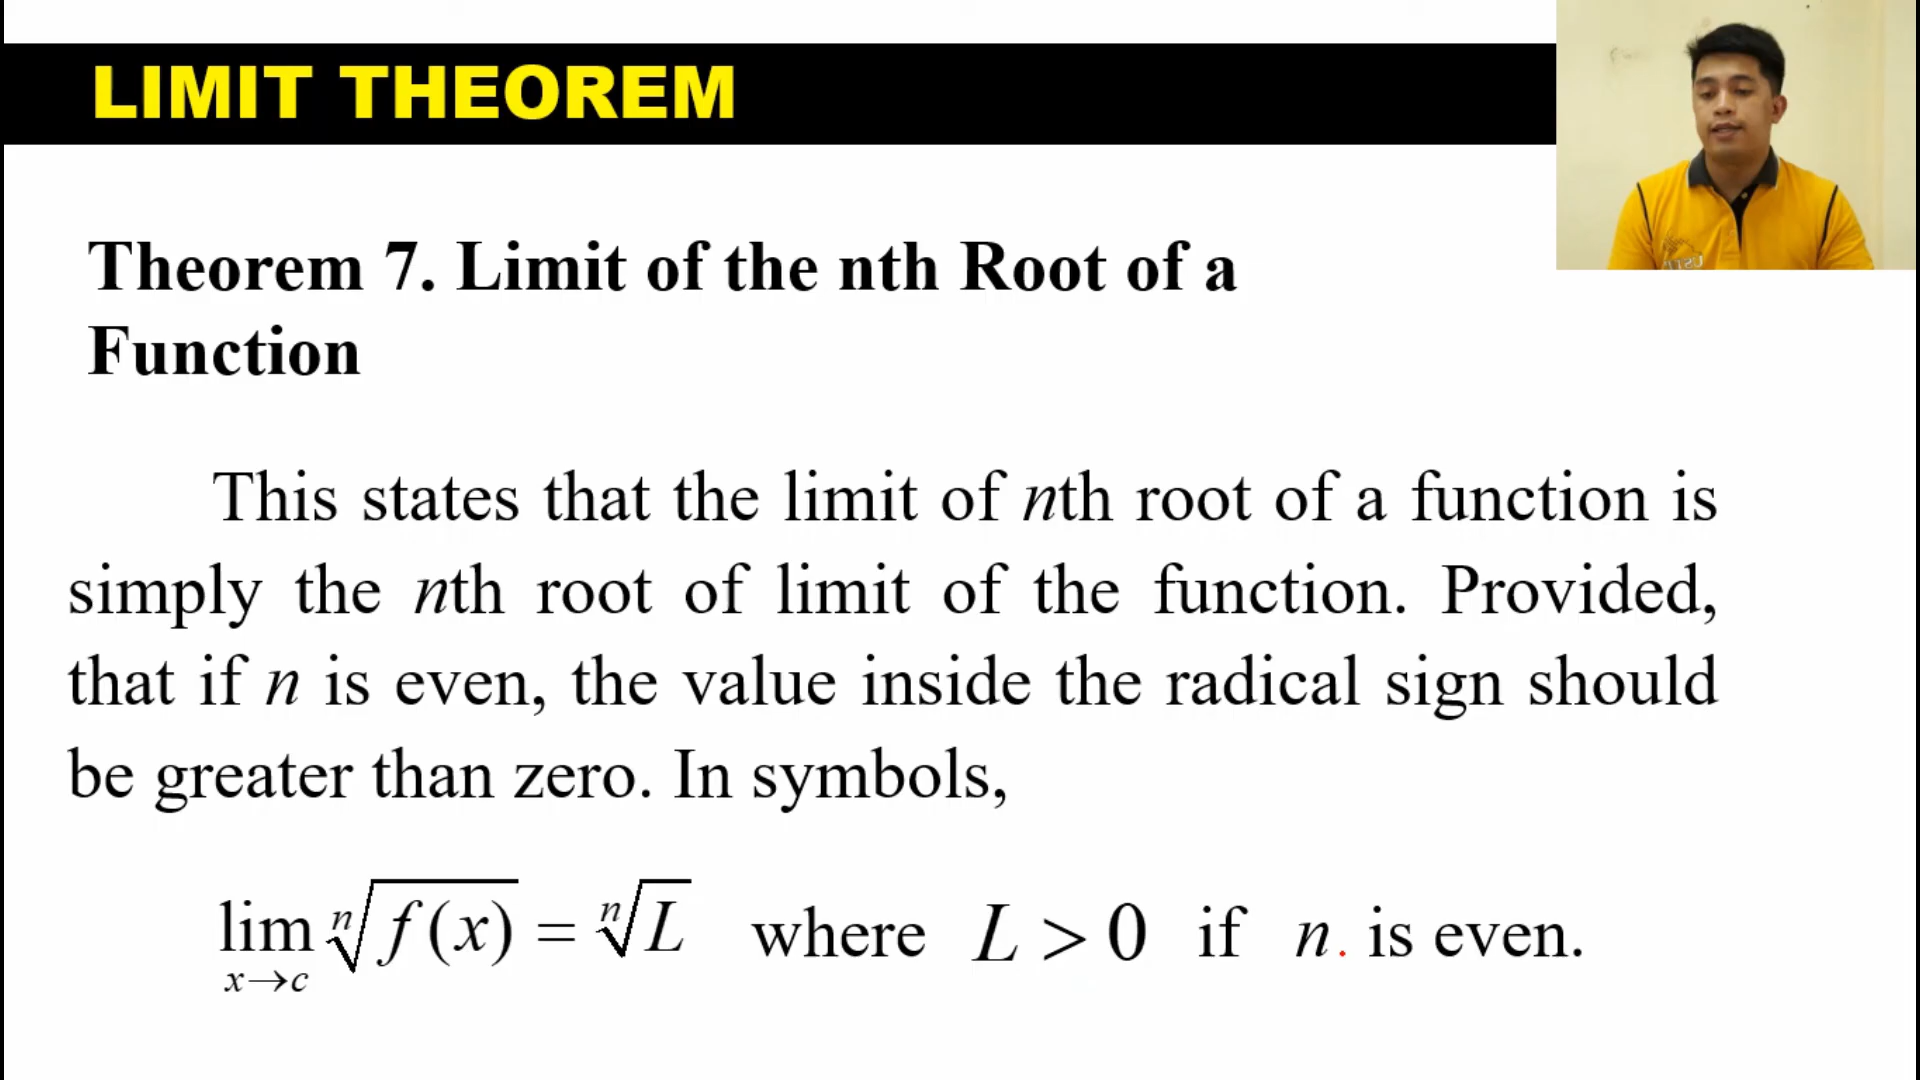 LIMIT THEOREM
Theorem 7. Limit of the nth Root of a
Function
This states that the limit of nth root of a function is
simply the nth root of limit of the function. Provided,
that if n is even, the value inside the radical sign should
be greater than zero. In symbols,
lim x→c ⁿ√f(x) = ⁿ√L where L > 0 if n is even.